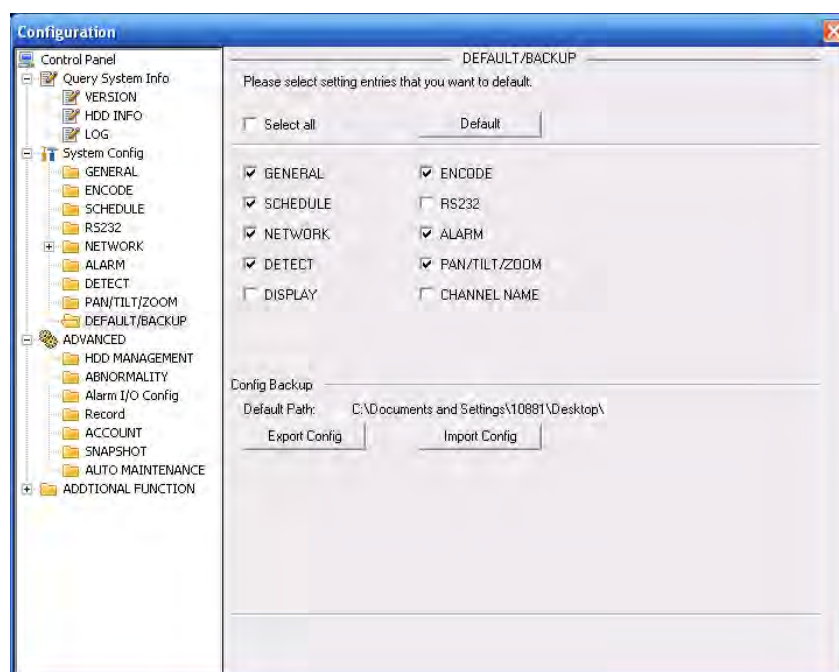 Configuration
Control Panel
Query System Info
VERSION
HDD INFO
LOG
System Config
GENERAL
ENCODE
SCHEDULE
RS232
NETWORK
ALARM
DETECT
PAN/TILT/ZOOM
DEFAULT/BACKUP
ADVANCED
HDD MANAGEMENT
ABNORMALITY
Alarm I/O Config
Record
ACCOUNT
SNAPSHOT
AUTO MAINTENANCE
ADDTIONAL FUNCTION
DEFAULT/BACKUP
Please select setting entries that you want to default.
Select all Default
GENERAL ENCODE
SCHEDULE RS232
NETWORK ALARM
DETECT PAN/TILT/ZOOM
DISPLAY CHANNEL NAME
Config Backup
Default Path: C:\Documents and Settings\10881\Desktop\
Export Config Import Config